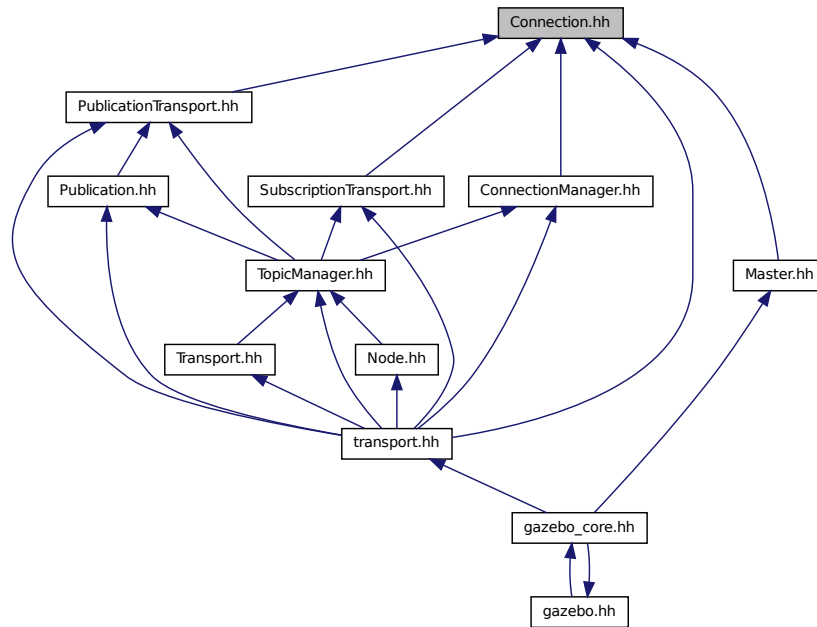 Connection.hh
PublicationTransport.hh
Publication.hh
SubscriptionTransport.hh
ConnectionManager.hh
TopicManager.hh
Master.hh
Transport.hh
Node.hh
transport.hh
gazebo_core.hh
gazebo.hh